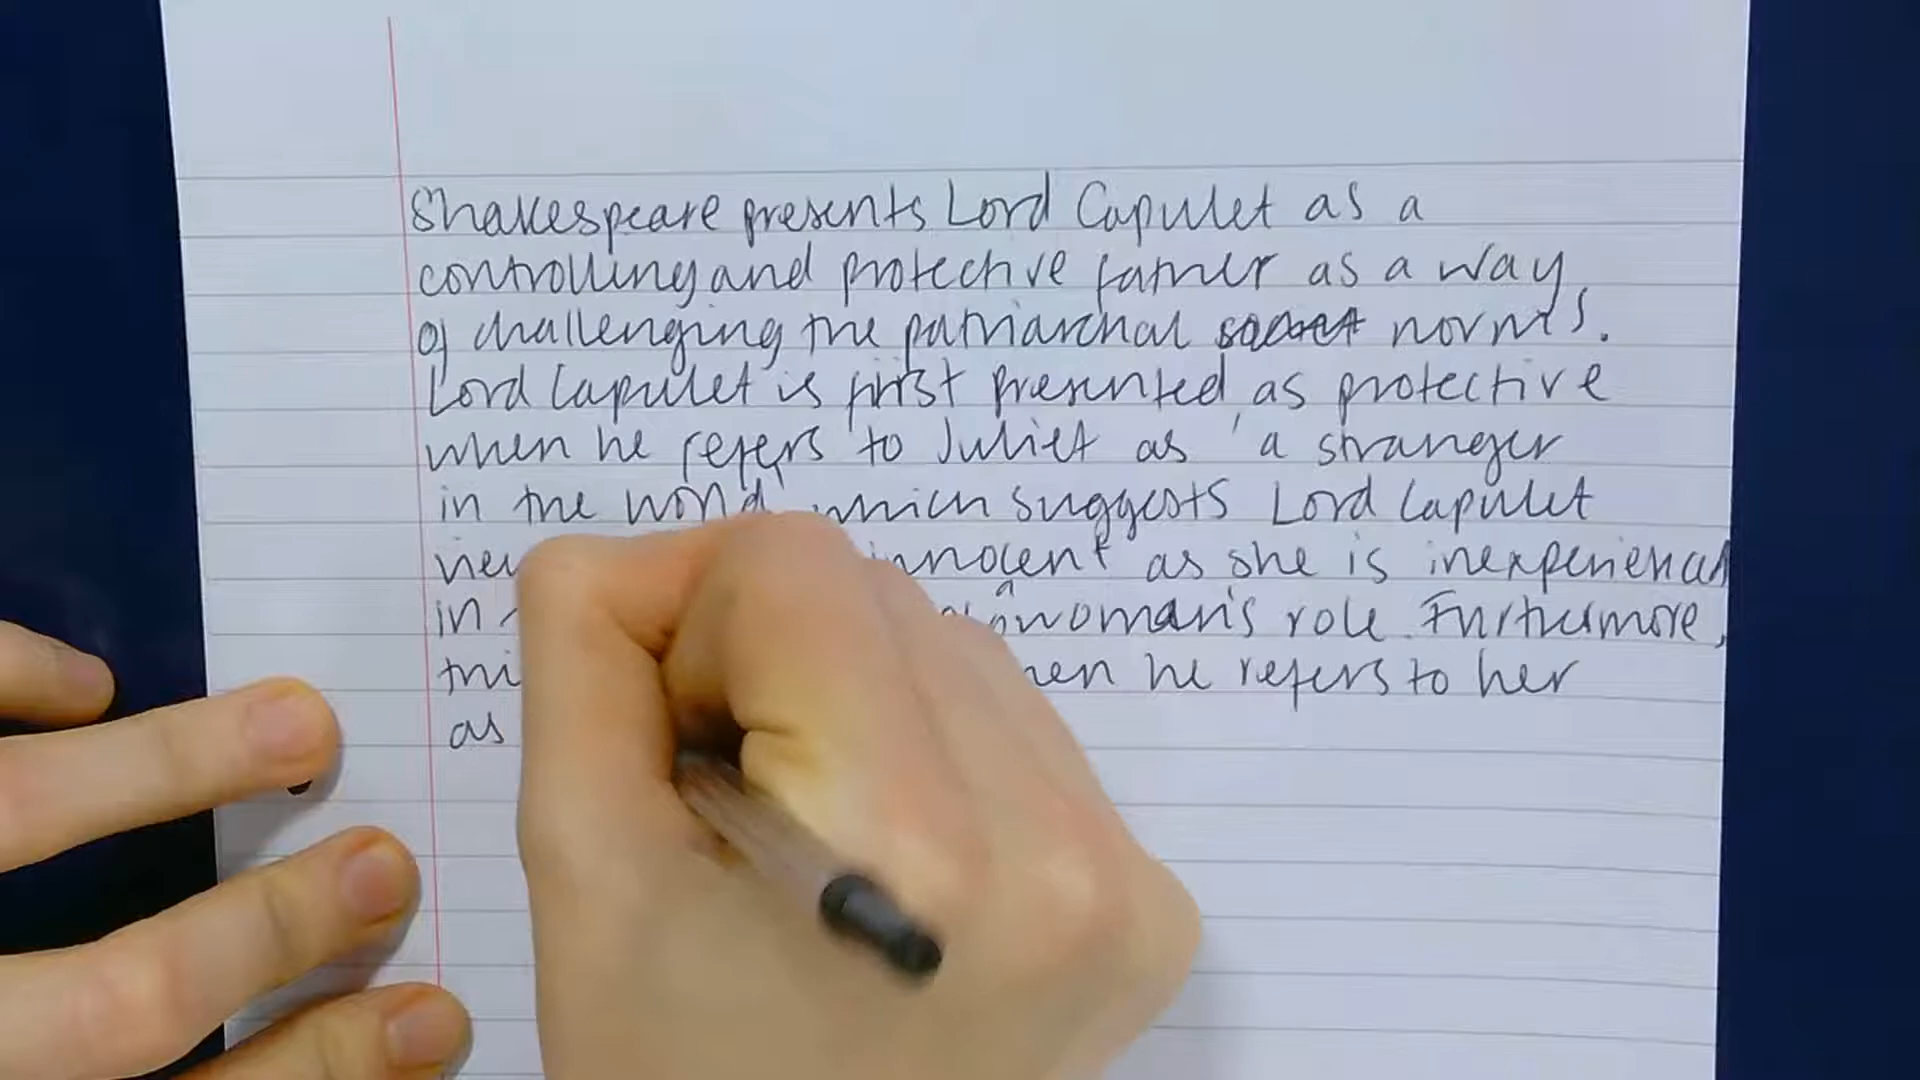 Shakespeare presents Lord Capulet as a
controlling and protective father as a way
of challenging the patriarchal norms.
Lord Capulet is first presented as protective
when he refers to Juliet as 'a stranger
in the world' which suggests Lord Capulet
innocent as she is inexperienced
in a woman's role. Furthermore,
he refers to her
as